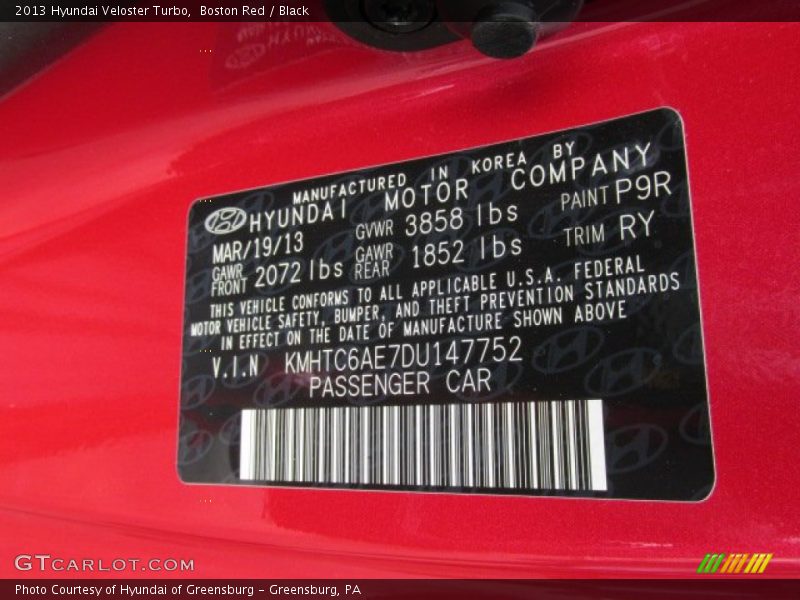 2013 Hyundai Veloster Turbo, Boston Red / Black
MANUFACTURED IN KOREA BY
HYUNDAI MOTOR COMPANY
MAR/19/13 GVWR 3858 lbs PAINT P9R
GAWR FRONT 2072 lbs GAWR REAR 1852 lbs TRIM RY
THIS VEHICLE CONFORMS TO ALL APPLICABLE U.S.A. FEDERAL
MOTOR VEHICLE SAFETY, BUMPER, AND THEFT PREVENTION STANDARDS
IN EFFECT ON THE DATE OF MANUFACTURE SHOWN ABOVE
V.I.N KMHTC6AE7DU147752
PASSENGER CAR
GTCARLOT.COM
Photo Courtesy of Hyundai of Greensburg - Greensburg, PA